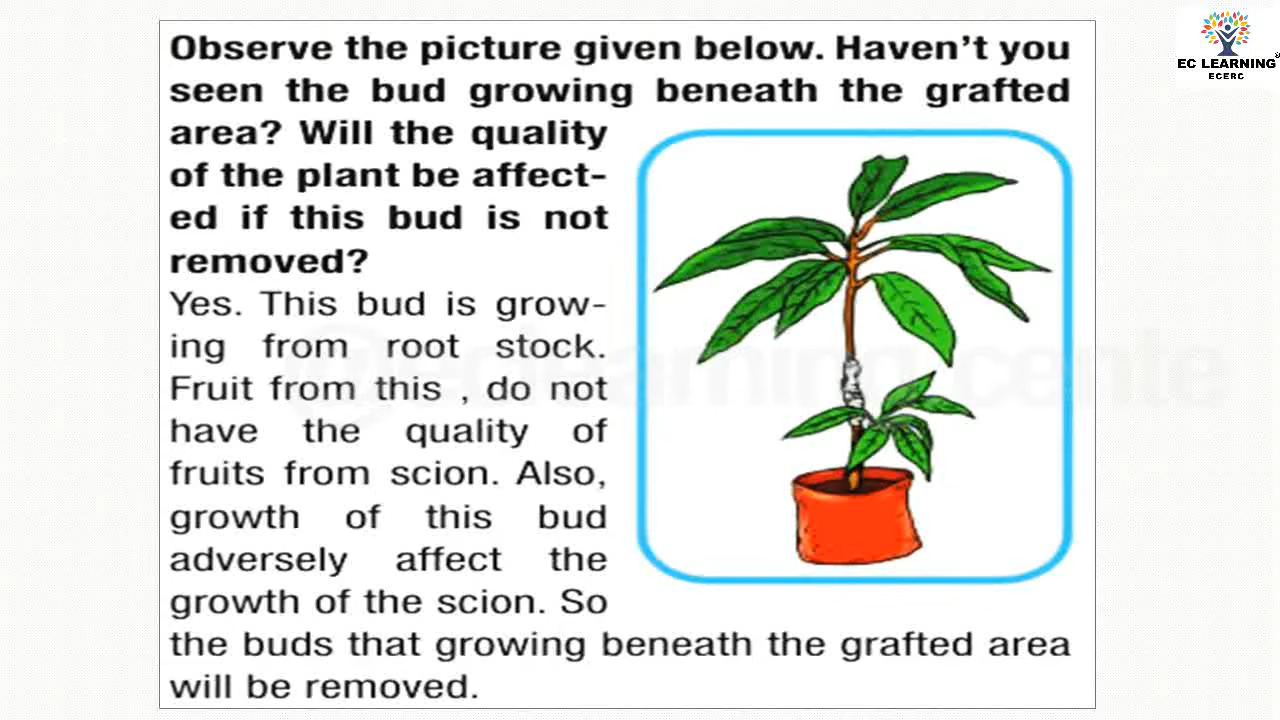 Observe the picture given below. Haven't you
seen the bud growing beneath the grafted
area? Will the quality
of the plant be affect-
ed if this bud is not
removed?
Yes. This bud is grow-
ing from root stock.
Fruit from this , do not
have the quality of
fruits from scion. Also,
growth of this bud
adversely affect the
growth of the scion. So
the buds that growing beneath the grafted area
will be removed.
EC LEARNING
ECERC
@eclearning cente